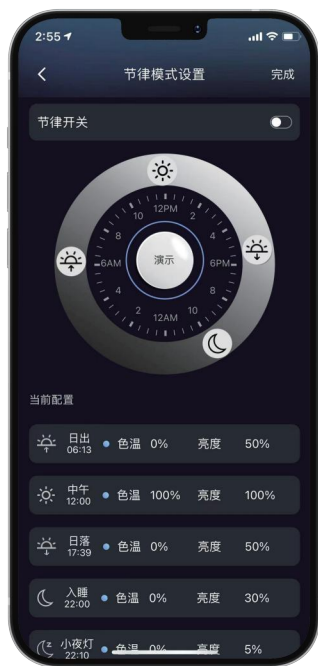 2:55
节律模式设置 完成
节律开关
12PM
10 2
8 4
6AM 演示 6PM
4 8
2 10
12AM
当前配置
日出 色温 0% 亮度 50%
06:13
中午 色温 100% 亮度 100%
12:00
日落 色温 0% 亮度 50%
17:39
入睡 色温 0% 亮度 30%
22:00
小夜灯 色温 0% 亮度 5%
22:10